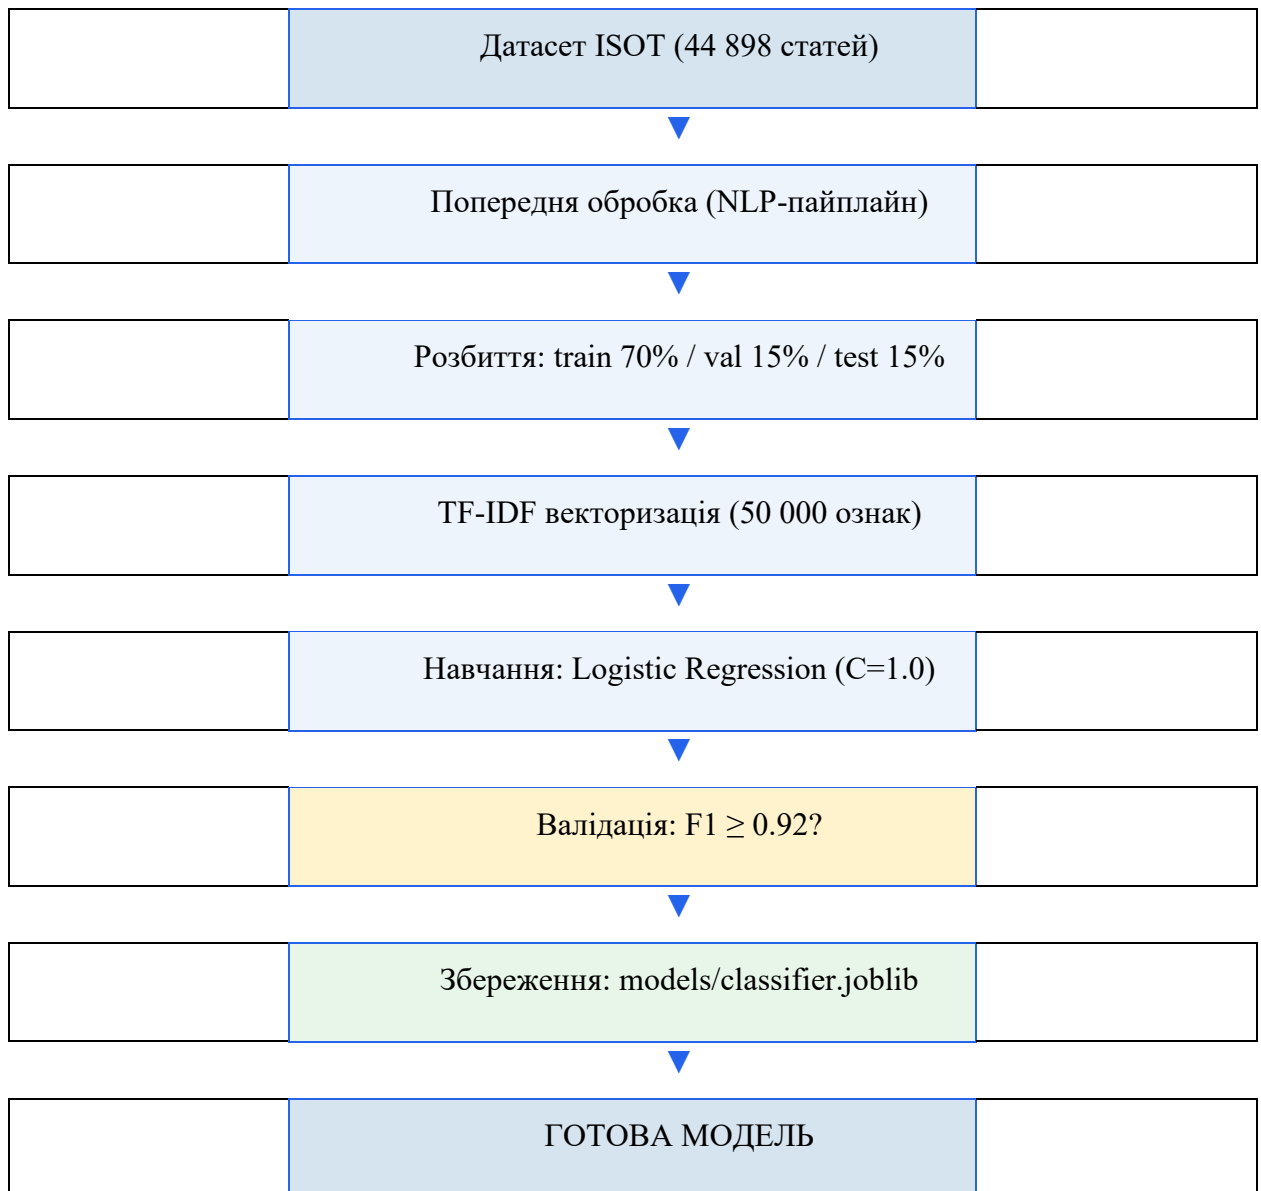 Датасет ISOT (44 898 статей)
Попередня обробка (NLP-пайплайн)
Розбиття: train 70% / val 15% / test 15%
TF-IDF векторизація (50 000 ознак)
Навчання: Logistic Regression (C=1.0)
Валідація: F1 ≥ 0.92?
Збереження: models/classifier.joblib
ГОТОВА МОДЕЛЬ